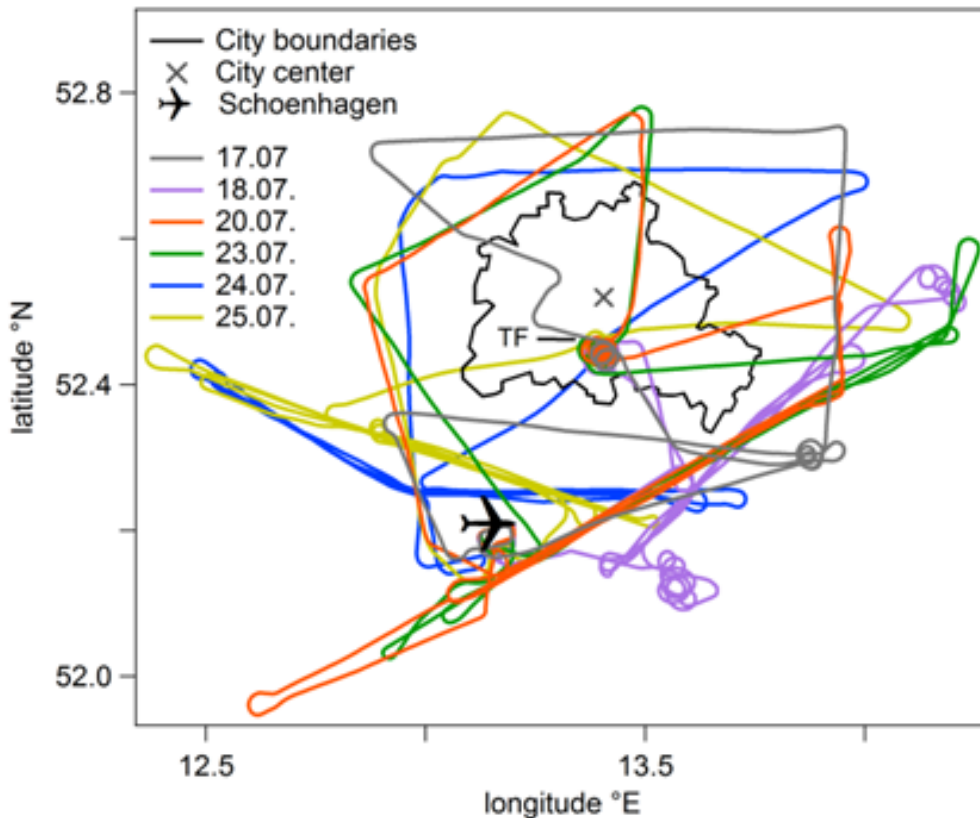 City boundaries
City center
Schoenhagen
52.8
17.07
18.07.
20.07.
23.07.
24.07.
25.07.
TF
52.4
52.0
latitude °N
12.5
13.5
longitude °E